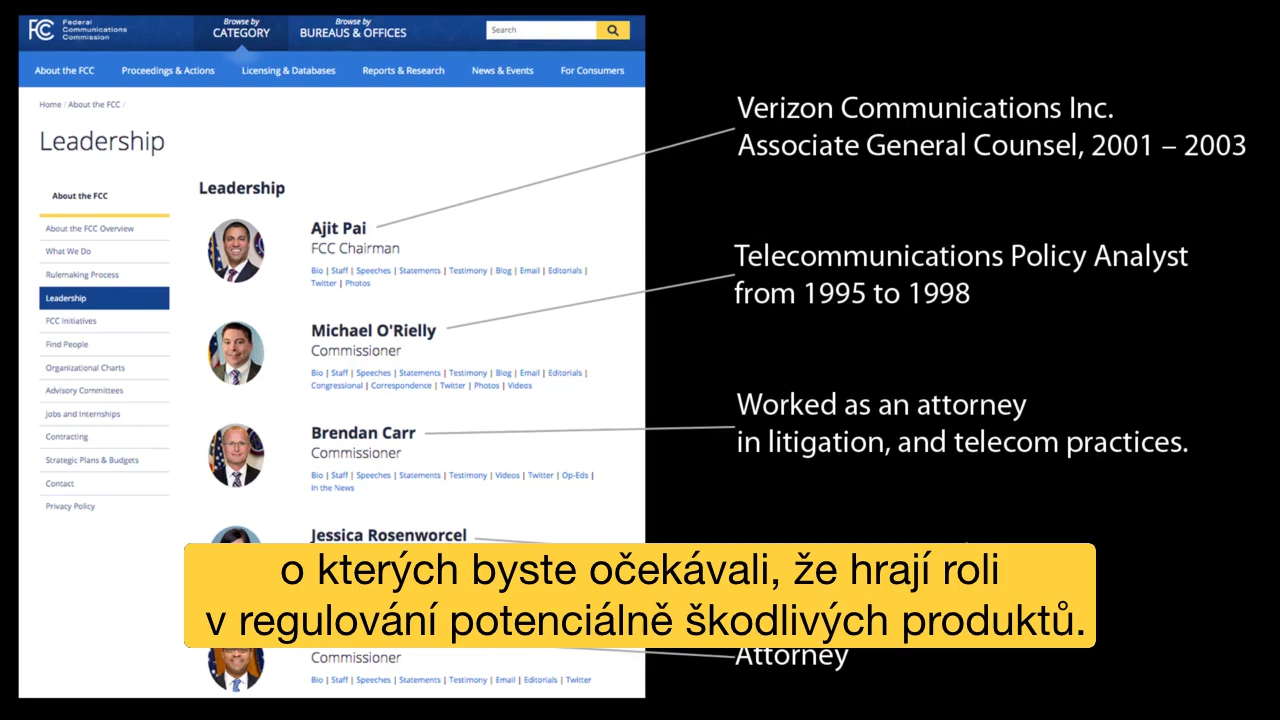 FCC
Federal
Communications
Commission
Browse by
CATEGORY
Browse by
BUREAUS & OFFICES
Search
About the FCC
Proceedings & Actions
Licensing & Databases
Reports & Research
News & Events
For Consumers
Home / About the FCC /
Leadership
About the FCC
About the FCC Overview
What We Do
Rulemaking Process
Leadership
FCC Initiatives
Find People
Organizational Charts
Advisory Committees
Jobs and Internships
Contracting
Strategic Plans & Budgets
Contact
Privacy Policy
Leadership
Ajit Pai
FCC Chairman
Bio | Staff | Speeches | Statements | Testimony | Blog | Email | Editorials |
Twitter | Photos
Michael O'Rielly
Commissioner
Bio | Staff | Speeches | Statements | Testimony | Blog | Email | Editorials |
Congressional | Correspondence | Twitter | Photos | Videos
Brendan Carr
Commissioner
Bio | Staff | Speeches | Statements | Testimony | Videos | Twitter | Op-Eds |
In the News
Jessica Rosenworcel
Commissioner
Bio | Staff | Speeches | Statements | Testimony | Email | Editorials | Twitter
Verizon Communications Inc.
Associate General Counsel, 2001 – 2003
Telecommunications Policy Analyst
from 1995 to 1998
Worked as an attorney
in litigation, and telecom practices.
Attorney
o kterých byste očekávali, že hrají roli
v regulování potenciálně škodlivých produktů.